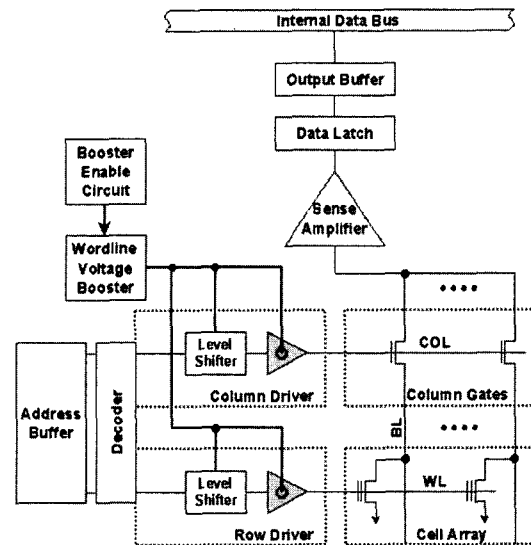 Internal Data Bus
Output Buffer
Data Latch
Booster
Enable
Circuit
Sense
Amplifier
Wordline
Voltage
Booster
Level
Shifter
COL
Column Driver
Column Gates
Address
Buffer
Decoder
BL
Level
Shifter
WL
Row Driver
Cell Array